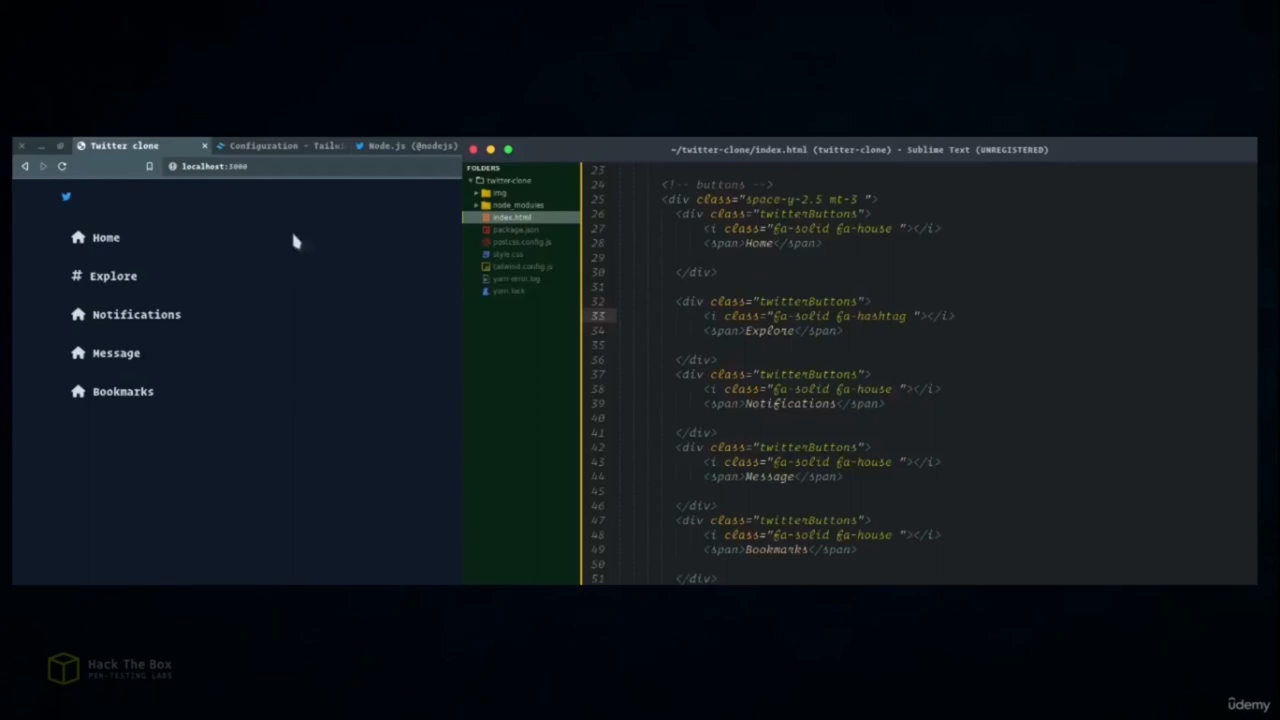 Twitter clone
Configuration - Tailwi
Node.js (@nodejs)
localhost:3000
Home
# Explore
Notifications
Message
Bookmarks
~/twitter-clone/index.html (twitter-clone) - Sublime Text (UNREGISTERED)
FOLDERS
twitter-clone
img
node_modules
index.html
package.json
postcss.config.js
style.css
tailwind.config.js
yarn-error.log
yarn.lock
23
24 <!-- buttons -->
25 <div class="space-y-2.5 mt-3 ">
26 <div class="twitterButtons">
27 <i class="fa-solid fa-house "></i>
28 <span>Home</span>
29
30 </div>
31
32 <div class="twitterButtons">
33 <i class="fa-solid fa-hashtag "></i>
34 <span>Explore</span>
35
36 </div>
37 <div class="twitterButtons">
38 <i class="fa-solid fa-house "></i>
39 <span>Notifications</span>
40
41 </div>
42 <div class="twitterButtons">
43 <i class="fa-solid fa-house "></i>
44 <span>Message</span>
45
46 </div>
47 <div class="twitterButtons">
48 <i class="fa-solid fa-house "></i>
49 <span>Bookmarks</span>
50
51 </div>
Hack The Box
PEN-TESTING LABS
ûdemy